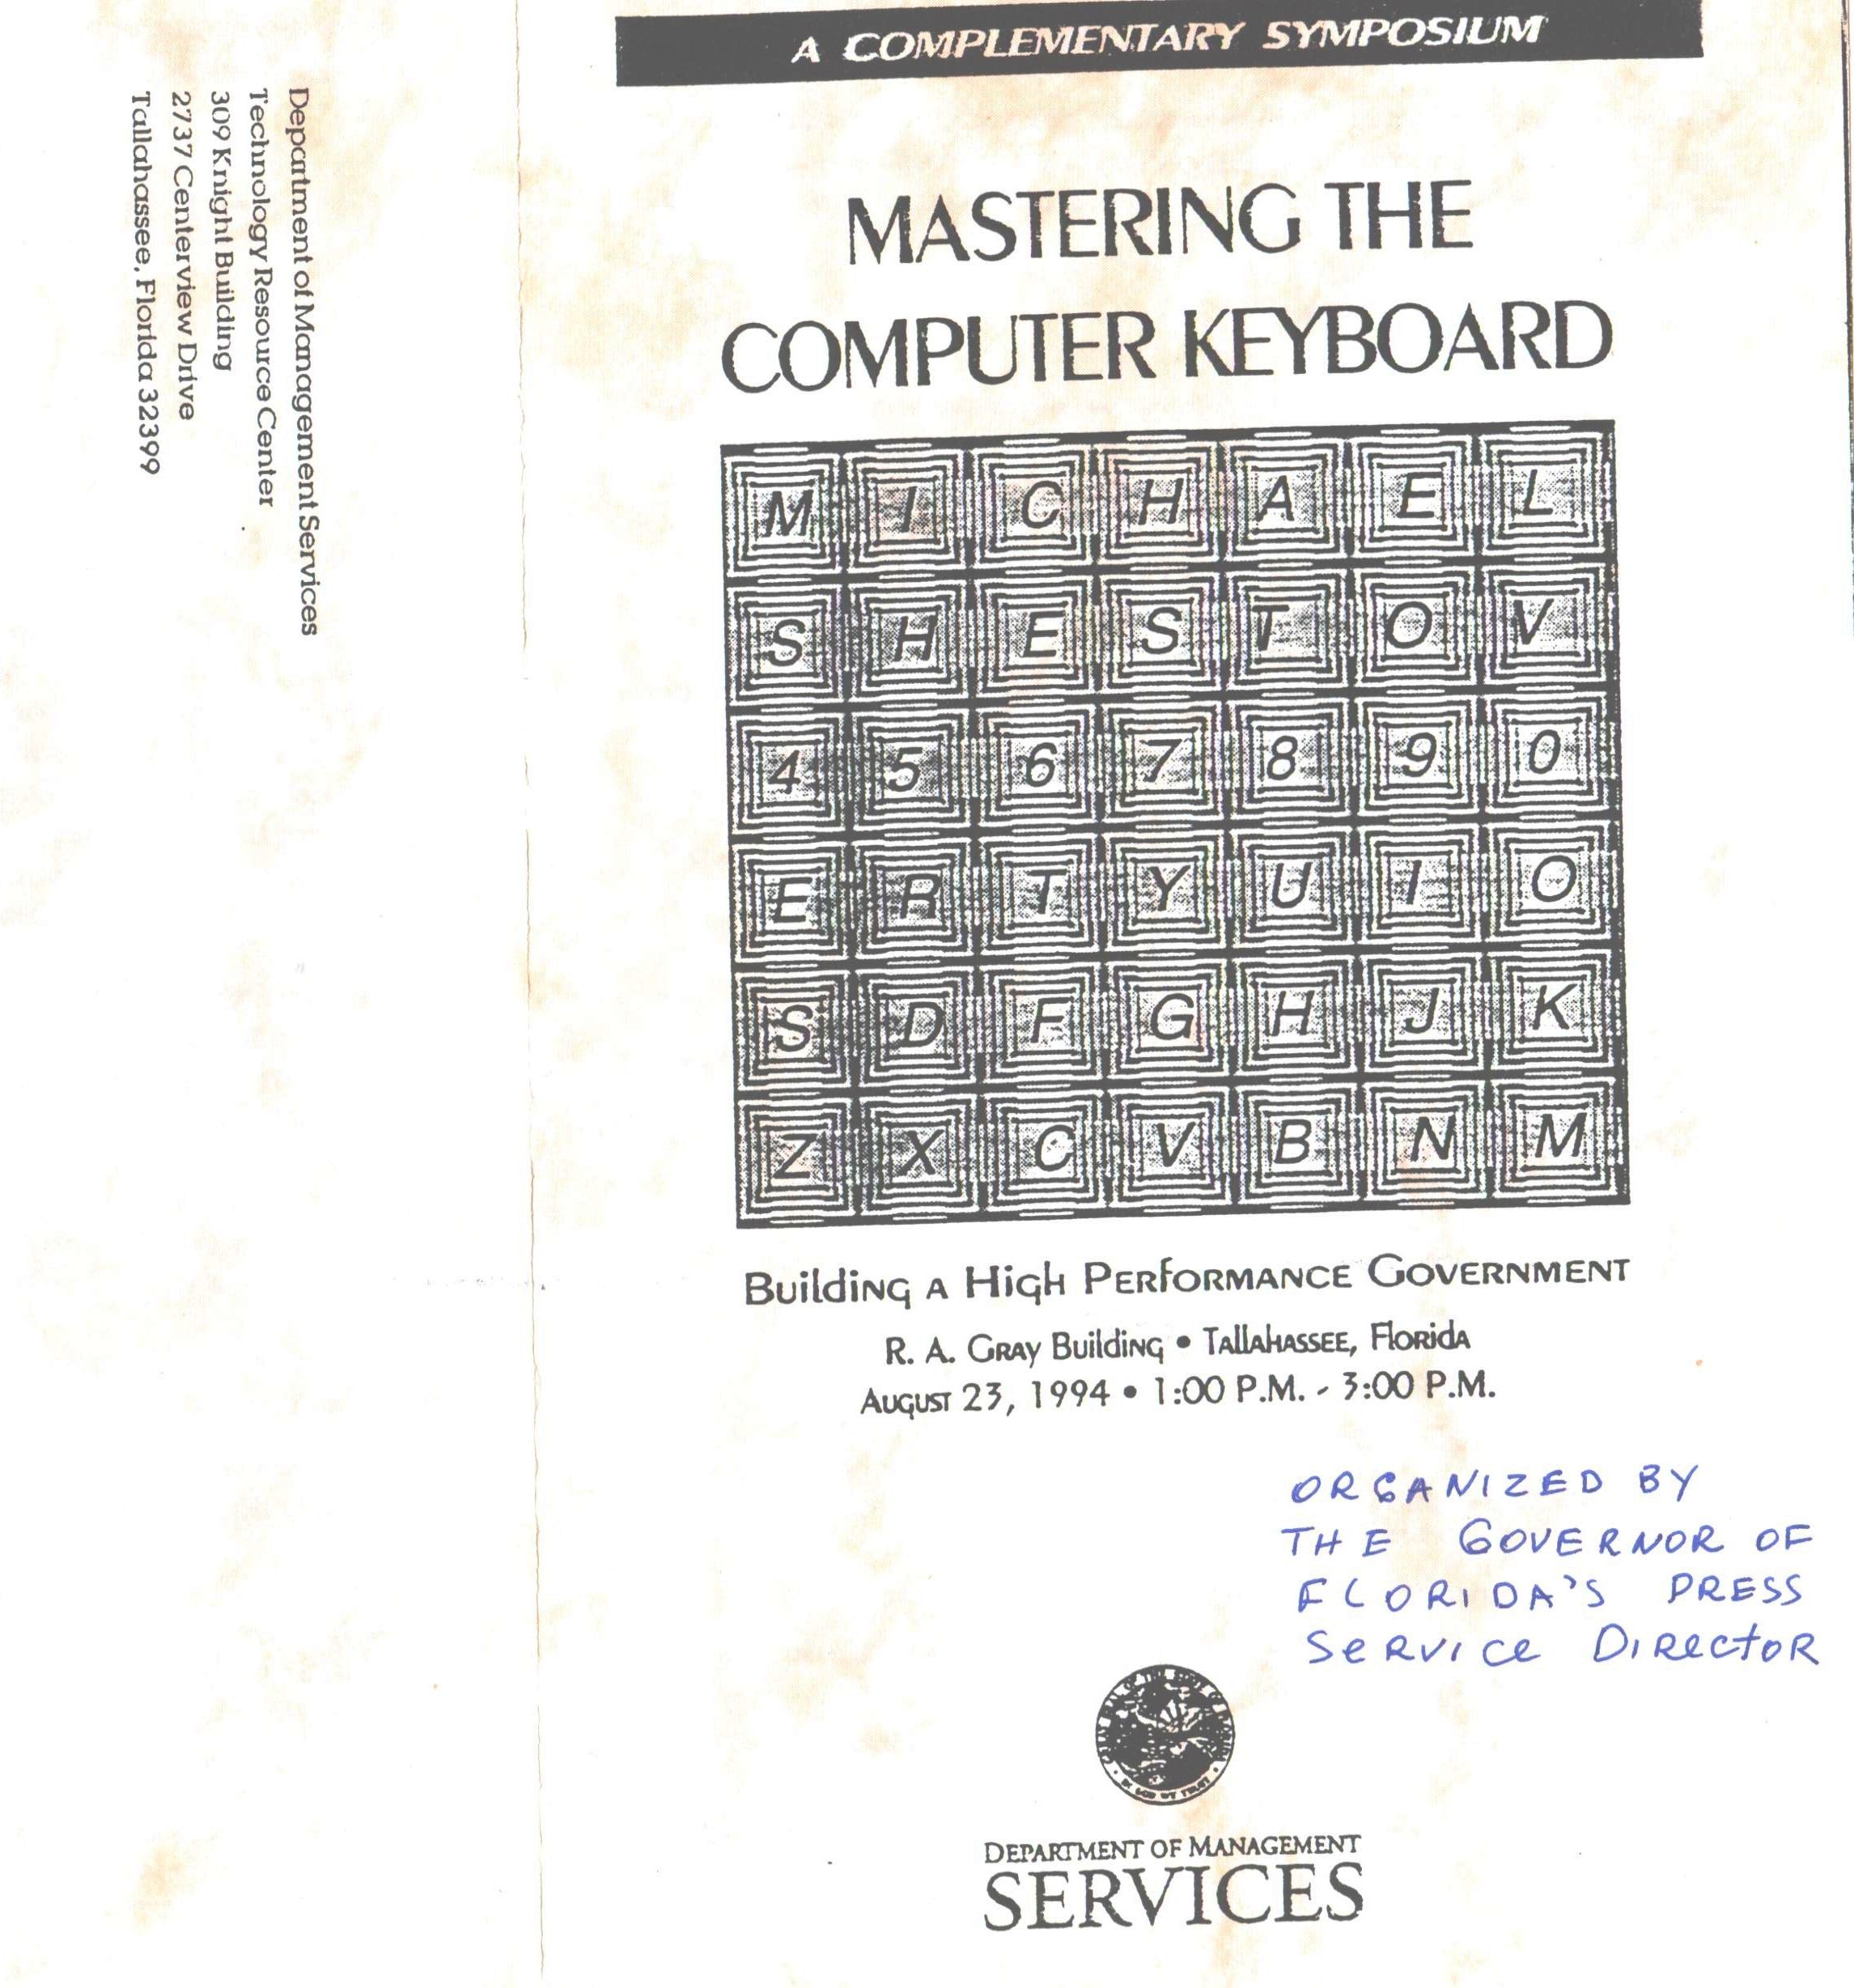 Department of Management Services
Technology Resource Center
309 Knight Building
2737 Centerview Drive
Tallahassee, Florida 32399
A COMPLEMENTARY SYMPOSIUM
MASTERING THE
COMPUTER KEYBOARD
M I C H A E L
S H E S T O V
4 5 6 7 8 9 0
E R T Y U I O
S D F G H J K
Z X C V B N M
Building a High Performance Government
R. A. Gray Building • Tallahassee, Florida
August 23, 1994 • 1:00 P.M. - 3:00 P.M.
ORGANIZED BY
THE GOVERNOR OF
FLORIDA'S PRESS
SeRVIce DIRectoR
IN GOD WE TRUST
DEPARTMENT OF MANAGEMENT
SERVICES